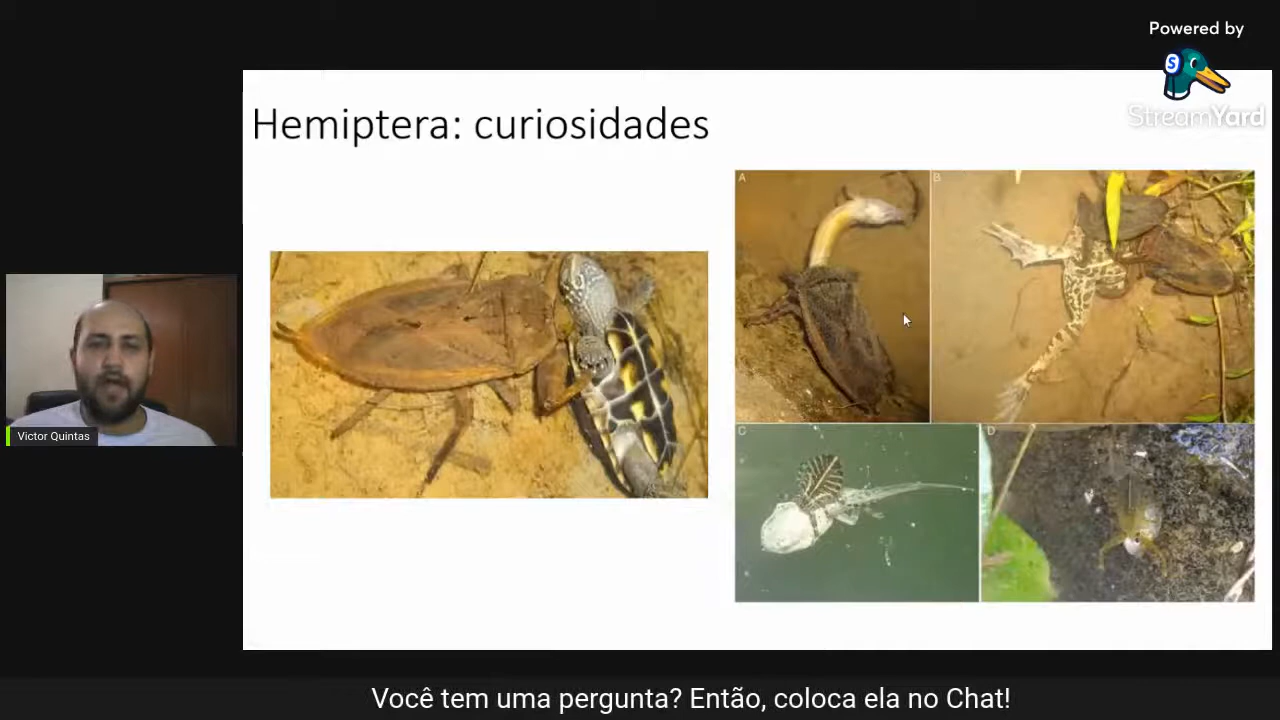 Powered by
S
StreamYard
Hemiptera: curiosidades
A
B
C
D
Victor Quintas
Você tem uma pergunta? Então, coloca ela no Chat!